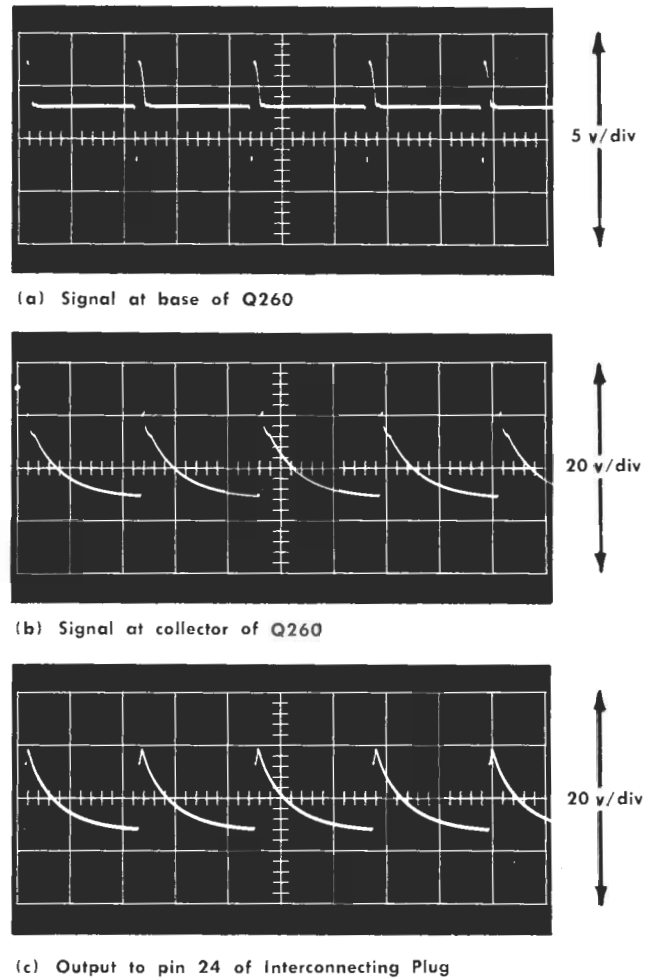 5 v/div
(a) Signal at base of Q260
20 v/div
(b) Signal at collector of Q260
20 v/div
(c) Output to pin 24 of Interconnecting Plug